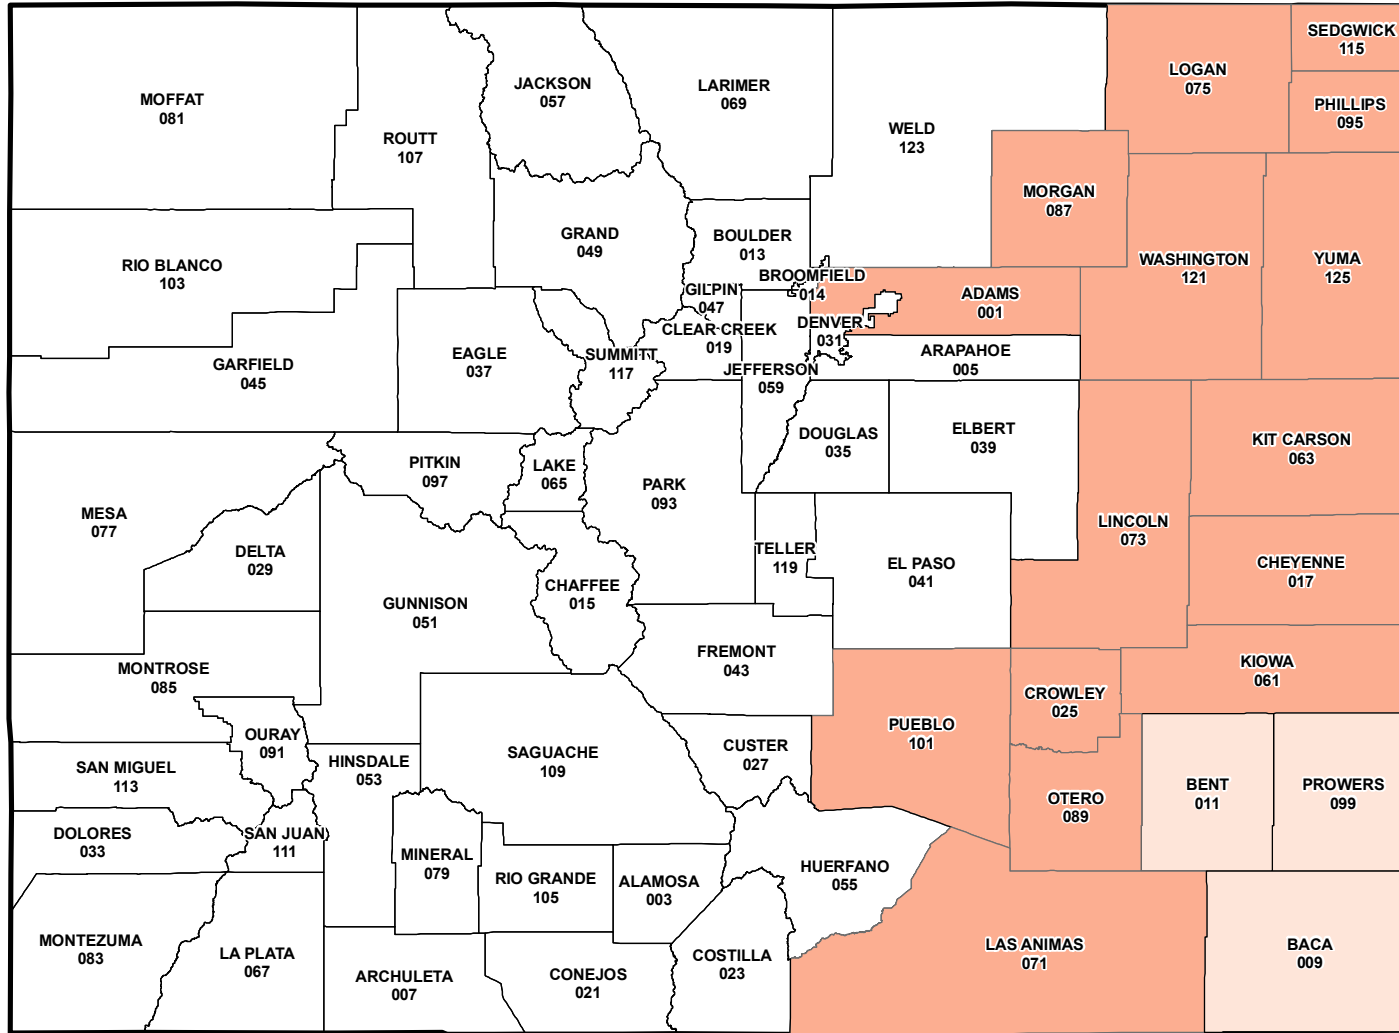 MOFFAT
081
ROUTT
107
JACKSON
057
LARIMER
069
WELD
123
LOGAN
075
SEDGWICK
115
PHILLIPS
095
MORGAN
087
WASHINGTON
121
YUMA
125
RIO BLANCO
103
GRAND
049
BOULDER
013
BROOMFIELD
014
GILPIN
047
ADAMS
001
DENVER
031
CLEAR CREEK
019
ARAPAHOE
005
GARFIELD
045
EAGLE
037
SUMMITT
117
JEFFERSON
059
DOUGLAS
035
ELBERT
039
KIT CARSON
063
PITKIN
097
LAKE
065
PARK
093
MESA
077
DELTA
029
LINCOLN
073
TELLER
119
EL PASO
041
CHEYENNE
017
GUNNISON
051
CHAFFEE
015
MONTROSE
085
FREMONT
043
KIOWA
061
CROWLEY
025
PUEBLO
101
OURAY
091
HINSDALE
053
SAGUACHE
109
CUSTER
027
SAN MIGUEL
113
OTERO
089
BENT
011
PROWERS
099
DOLORES
033
SAN JUAN
111
MINERAL
079
RIO GRANDE
105
ALAMOSA
003
HUERFANO
055
MONTEZUMA
083
LA PLATA
067
ARCHULETA
007
CONEJOS
021
COSTILLA
023
LAS ANIMAS
071
BACA
009